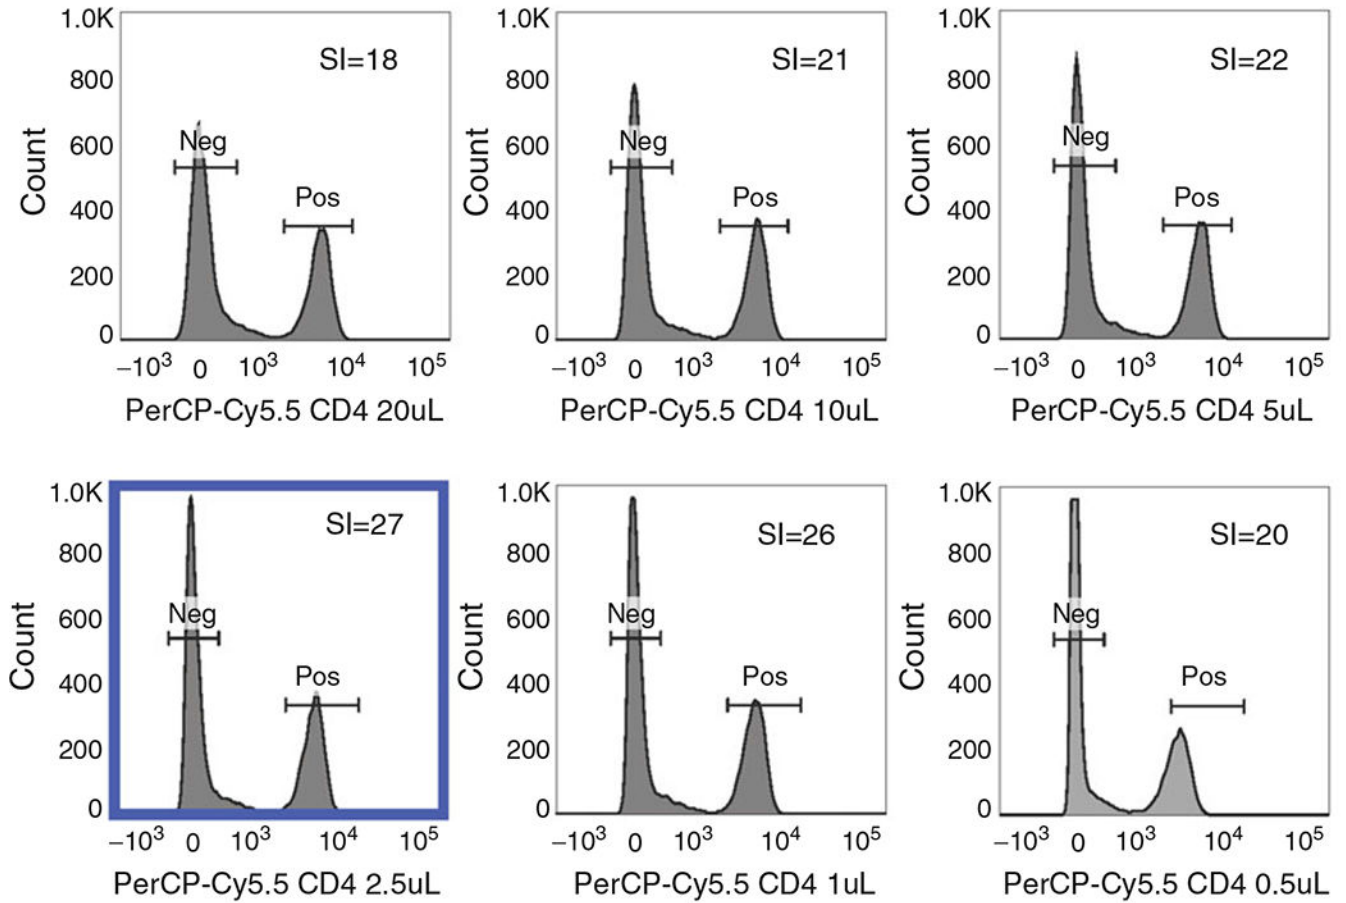 1.0K
800
600
400
200
0
Count
SI=18
Neg
Pos
−10³ 0 10³ 10⁴ 10⁵
PerCP-Cy5.5 CD4 20uL
1.0K
800
600
400
200
0
Count
SI=21
Neg
Pos
−10³ 0 10³ 10⁴ 10⁵
PerCP-Cy5.5 CD4 10uL
1.0K
800
600
400
200
0
Count
SI=22
Neg
Pos
−10³ 0 10³ 10⁴ 10⁵
PerCP-Cy5.5 CD4 5uL
1.0K
800
600
400
200
0
Count
SI=27
Neg
Pos
−10³ 0 10³ 10⁴ 10⁵
PerCP-Cy5.5 CD4 2.5uL
1.0K
800
600
400
200
0
Count
SI=26
Neg
Pos
−10³ 0 10³ 10⁴ 10⁵
PerCP-Cy5.5 CD4 1uL
1.0K
800
600
400
200
0
Count
SI=20
Neg
Pos
−10³ 0 10³ 10⁴ 10⁵
PerCP-Cy5.5 CD4 0.5uL